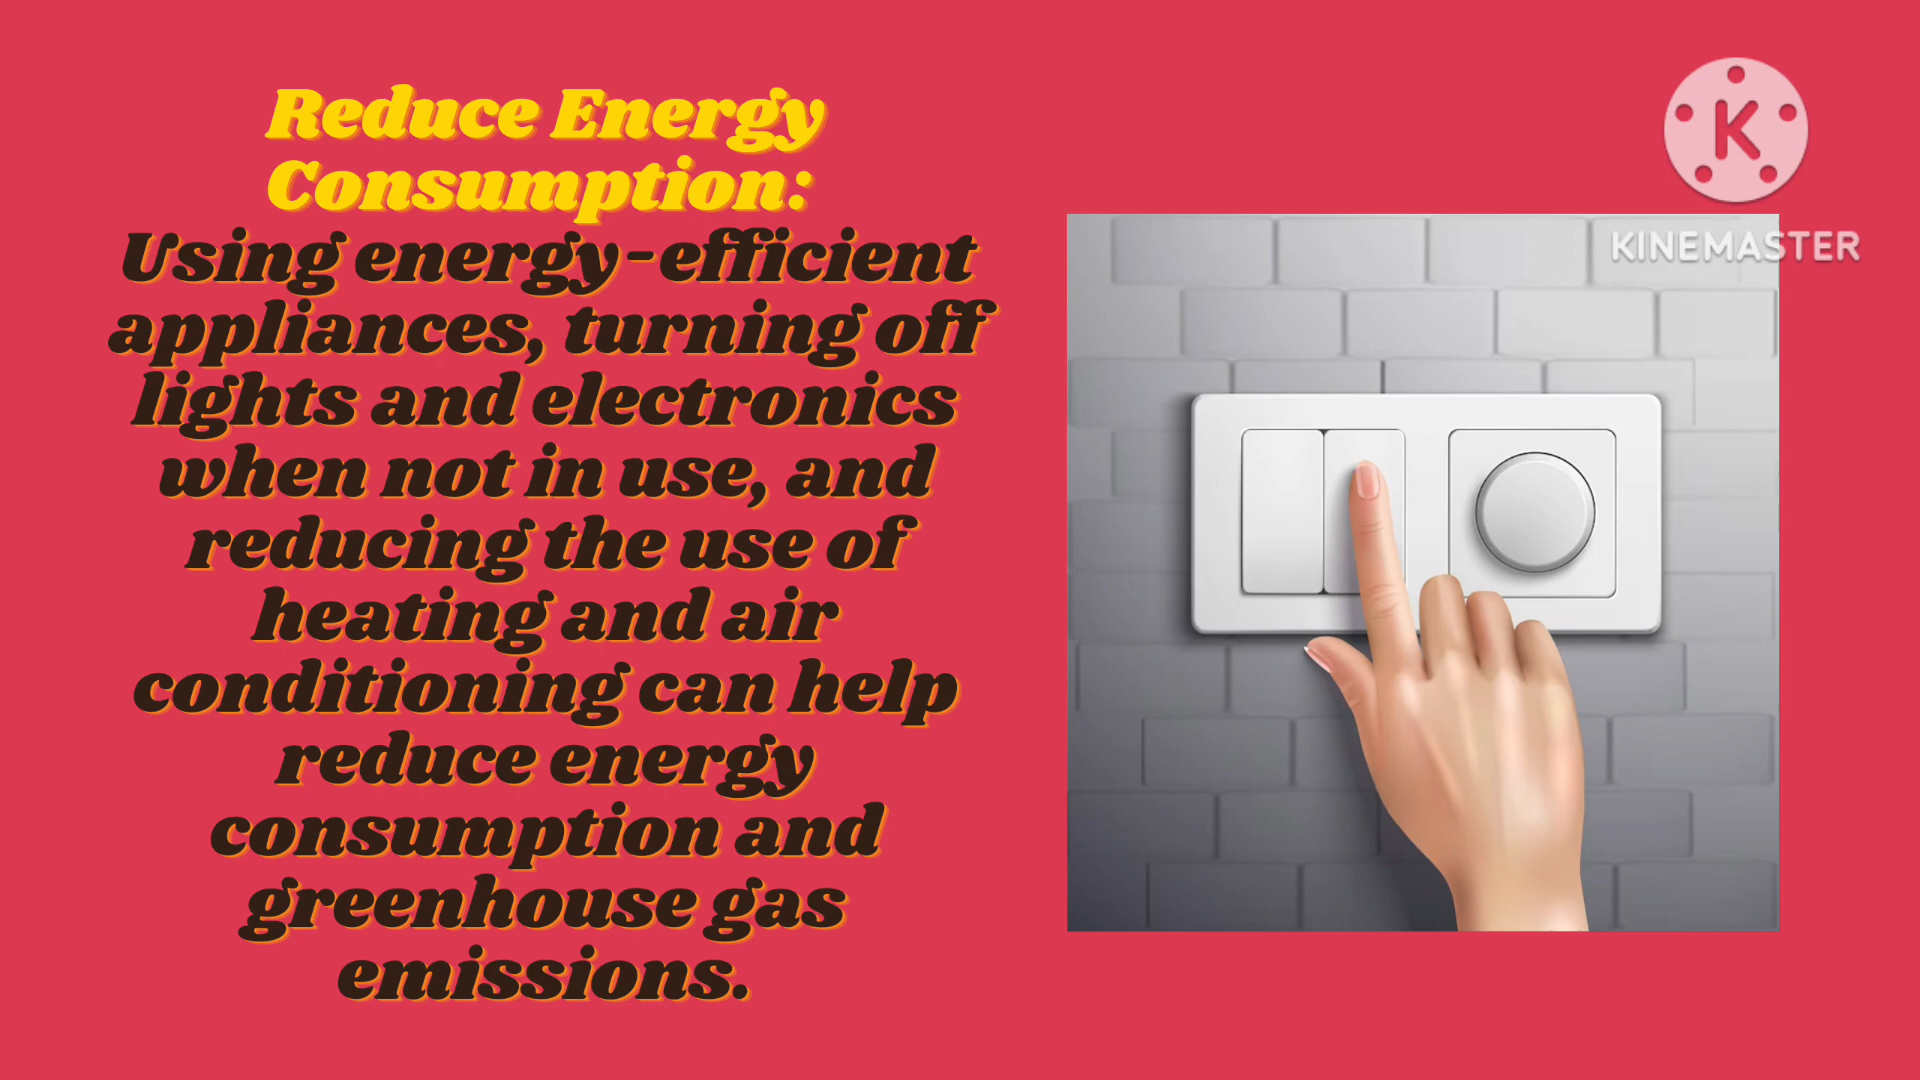 Reduce Energy
Consumption:
Using energy-efficient
appliances, turning off
lights and electronics
when not in use, and
reducing the use of
heating and air
conditioning can help
reduce energy
consumption and
greenhouse gas
emissions.
K
KINEMASTER